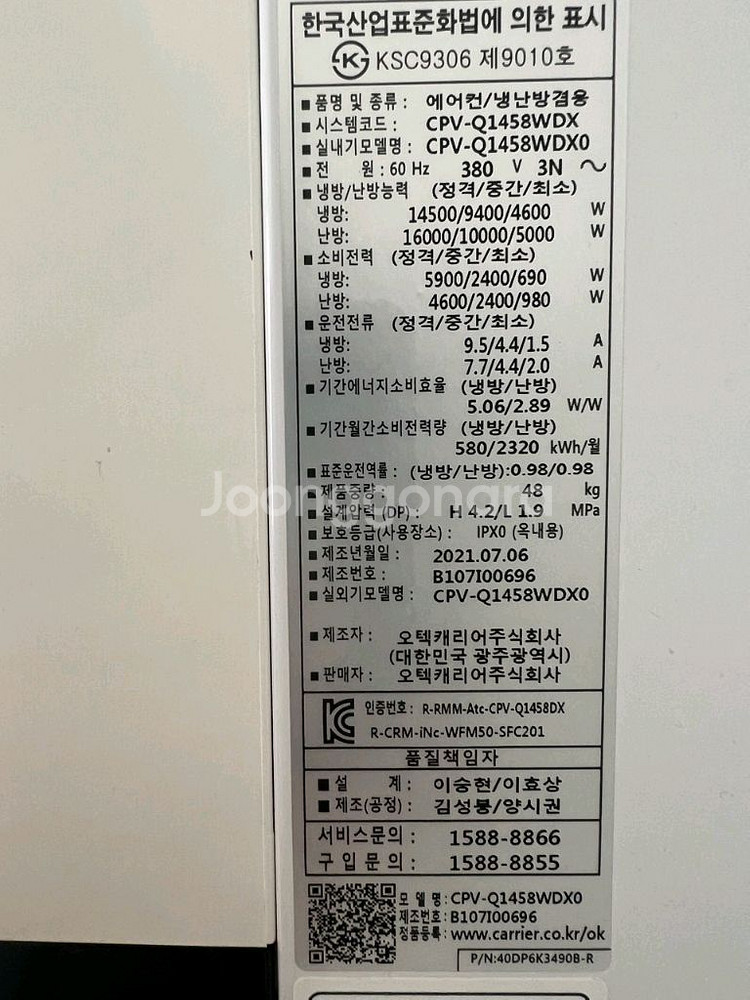 한국산업표준화법에 의한 표시
KSC9306 제9010호
■ 품명 및 종류 : 에어컨/냉난방겸용
■ 시스템코드 : CPV-Q1458WDX
■ 실내기모델명 : CPV-Q1458WDX0
■ 전 원 : 60 Hz 380 V 3N ～
■ 냉방/난방능력 (정격/중간/최소)
냉방: 14500/9400/4600 W
난방: 16000/10000/5000 W
■ 소비전력 (정격/중간/최소)
냉방: 5900/2400/690 W
난방: 4600/2400/980 W
■ 운전전류 (정격/중간/최소)
냉방: 9.5/4.4/1.5 A
난방: 7.7/4.4/2.0 A
■ 기간에너지소비효율 (냉방/난방)
5.06/2.89 W/W
■ 기간월간소비전력량 (냉방/난방)
580/2320 kWh/월
■ 표준운전역률 : (냉방/난방):0.98/0.98
■ 제품중량 : 48 kg
Joonggonara
■ 설계압력 (DP) : H 4.2/L 1.9 MPa
■ 보호등급(사용장소) : IPX0 (옥내용)
■ 제조년월일 : 2021.07.06
■ 제조번호 : B107I00696
■ 실외기모델명 : CPV-Q1458WDX0
■ 제조자 : 오텍캐리어주식회사
(대한민국 광주광역시)
■ 판매자 : 오텍캐리어주식회사
인증번호 : R-RMM-Atc-CPV-Q1458DX
R-CRM-iNc-WFM50-SFC201
품질책임자
■ 설 계 : 이승현/이효상
■ 제조(공정) : 김성봉/양시권
서비스문의 : 1588-8866
구입문의 : 1588-8855
모 델 명 : CPV-Q1458WDX0
제조번호 : B107I00696
정품등록 : www.carrier.co.kr/ok
P/N:40DP6K3490B-R